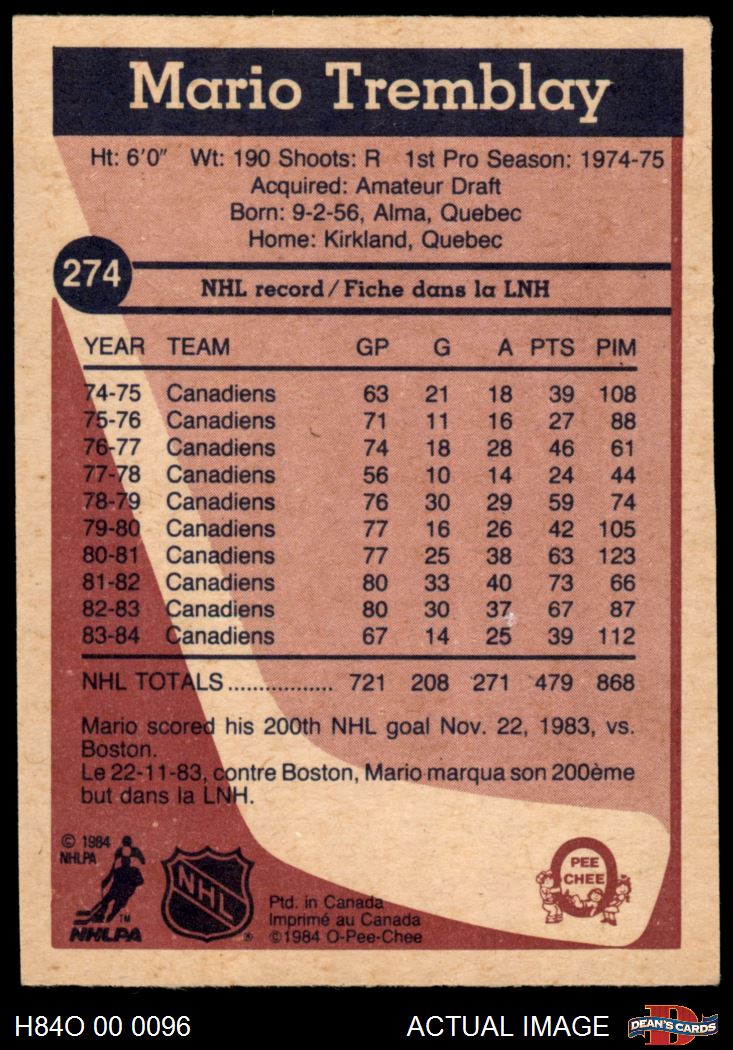 Mario Tremblay
Ht: 6'0" Wt: 190 Shoots: R 1st Pro Season: 1974-75
Acquired: Amateur Draft
Born: 9-2-56, Alma, Quebec
Home: Kirkland, Quebec
274
NHL record/Fiche dans la LNH
YEAR TEAM GP G A PTS PIM
74-75 Canadiens 63 21 18 39 108
75-76 Canadiens 71 11 16 27 88
76-77 Canadiens 74 18 28 46 61
77-78 Canadiens 56 10 14 24 44
78-79 Canadiens 76 30 29 59 74
79-80 Canadiens 77 16 26 42 105
80-81 Canadiens 77 25 38 63 123
81-82 Canadiens 80 33 40 73 66
82-83 Canadiens 80 30 37 67 87
83-84 Canadiens 67 14 25 39 112
NHL TOTALS................. 721 208 271 479 868
Mario scored his 200th NHL goal Nov. 22, 1983, vs.
Boston.
Le 22-11-83, contre Boston, Mario marqua son 200ème
but dans la LNH.
© 1984
NHLPA
TM
NHLPA
NHL
®
Ptd. in Canada
Imprimé au Canada
©1984 O-Pee-Chee
PEE
CHEE
H84O 00 0096
ACTUAL IMAGE
D
DEAN'S CARDS